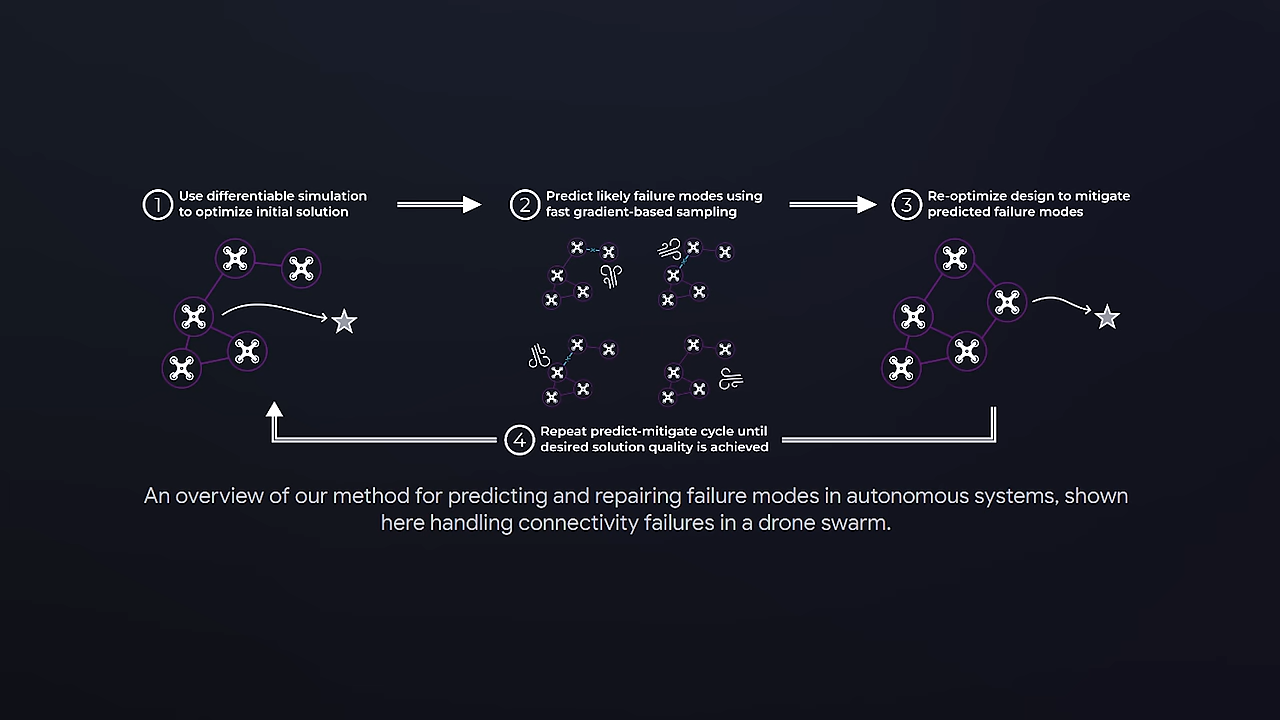 1 Use differentiable simulation
to optimize initial solution
2 Predict likely failure modes using
fast gradient-based sampling
3 Re-optimize design to mitigate
predicted failure modes
4 Repeat predict-mitigate cycle until
desired solution quality is achieved
An overview of our method for predicting and repairing failure modes in autonomous systems, shown
here handling connectivity failures in a drone swarm.